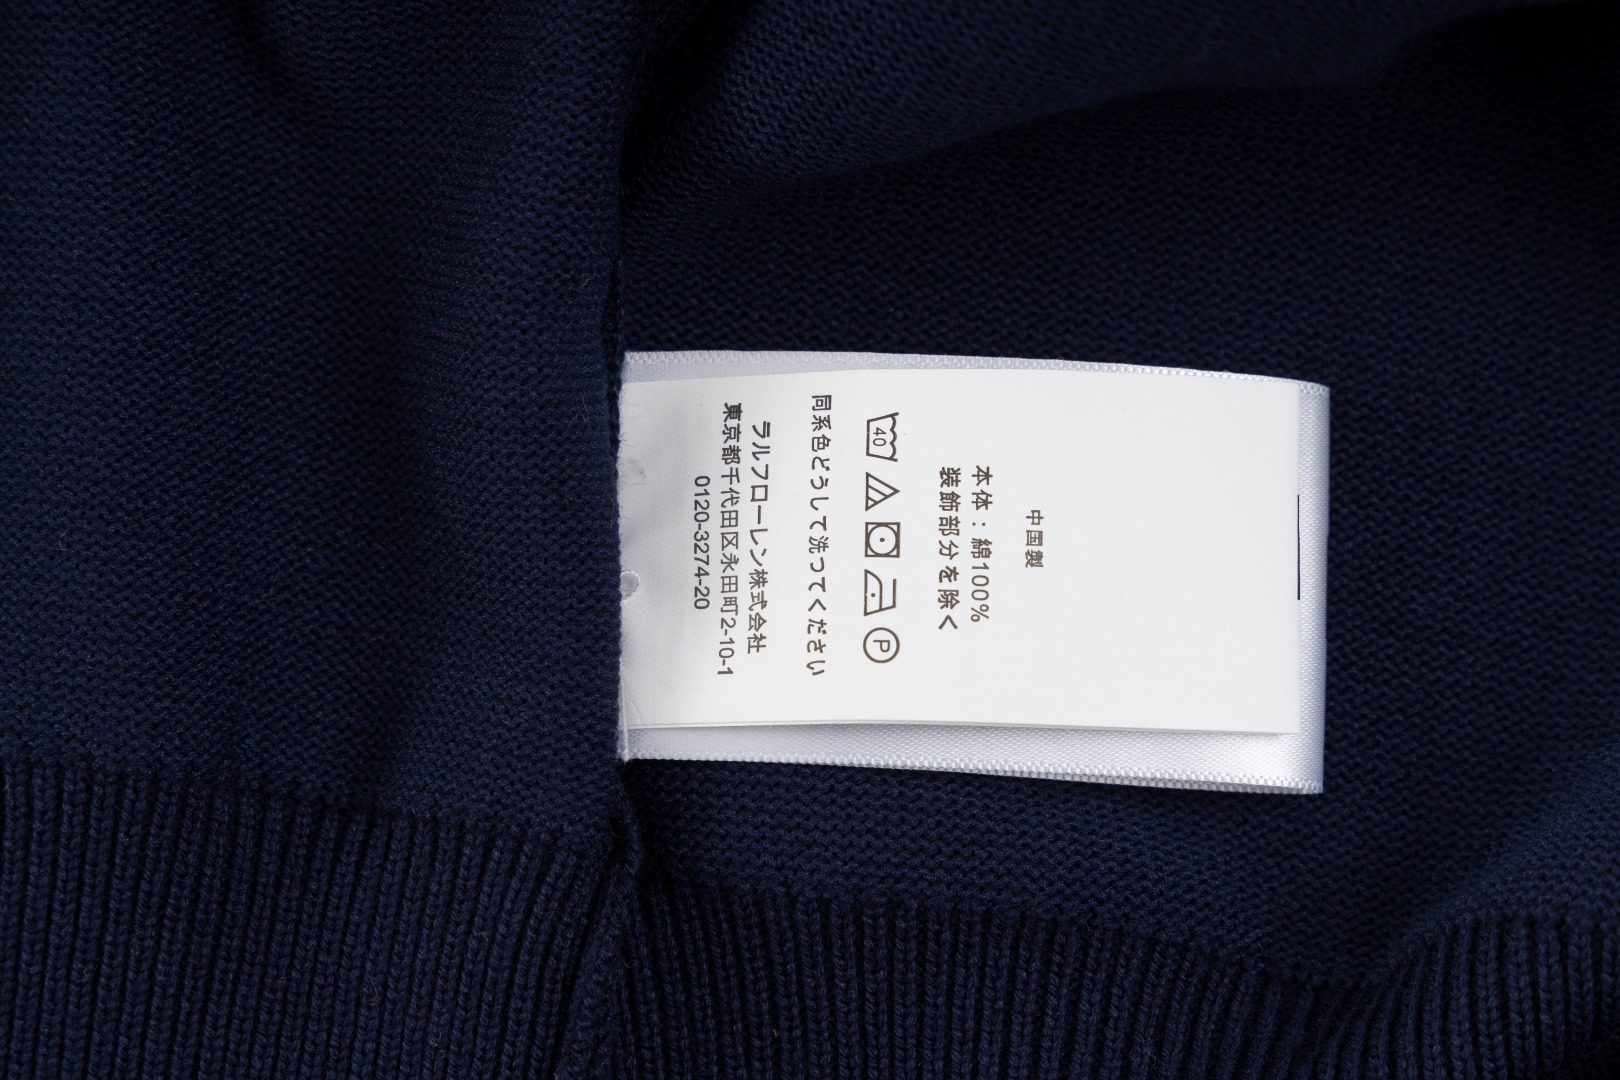 中国製
本体：綿100%
装飾部分を除く
40
P
同系色どうして洗ってください
ラルフローレン株式会社
東京都千代田区永田町2-10-1
0120-3274-20